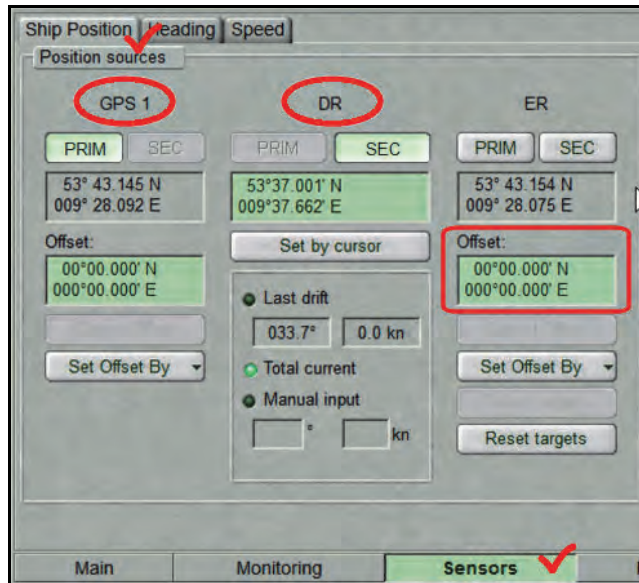 Ship Position Heading Speed
Position sources
GPS 1 DR ER
PRIM SEC PRIM SEC PRIM SEC
53° 43.145 N 53°37.001' N 53° 43.154 N
009° 28.092 E 009°37.662' E 009° 28.075 E
Offset: Set by cursor Offset:
00°00.000' N 00°00.000' N
000°00.000' E 000°00.000' E
Last drift
033.7° 0.0 kn
Set Offset By Total current Set Offset By
Manual input
° kn
Reset targets
Main Monitoring Sensors